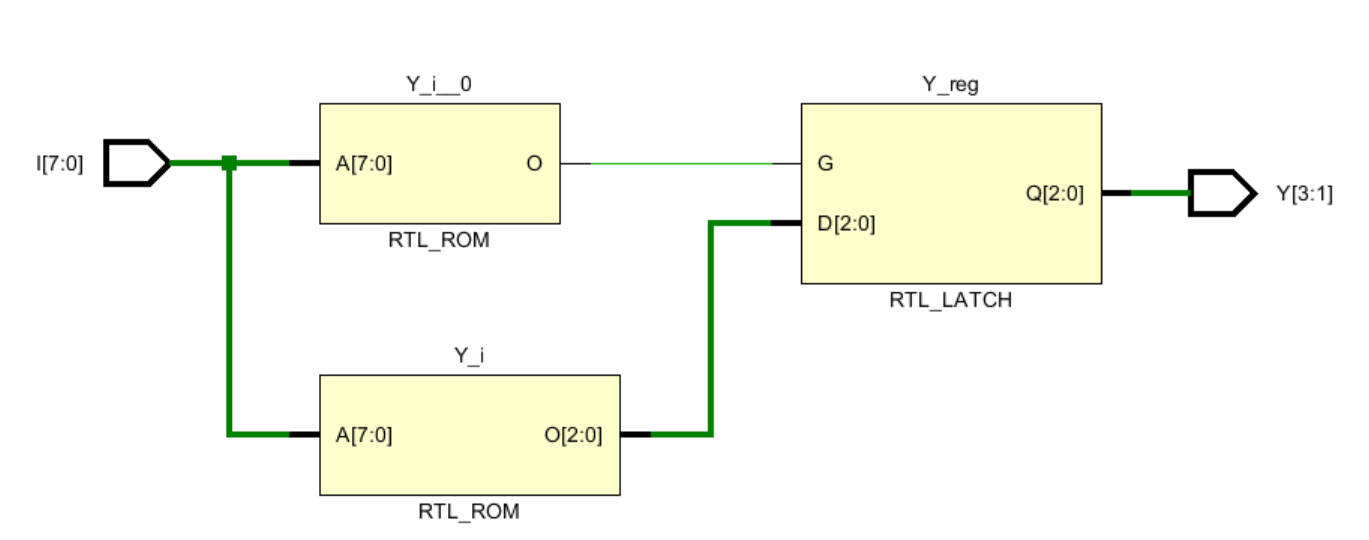 Y_i__0
Y_reg
I[7:0]
A[7:0]
O
G
Q[2:0]
Y[3:1]
D[2:0]
RTL_ROM
RTL_LATCH
Y_i
A[7:0]
O[2:0]
RTL_ROM